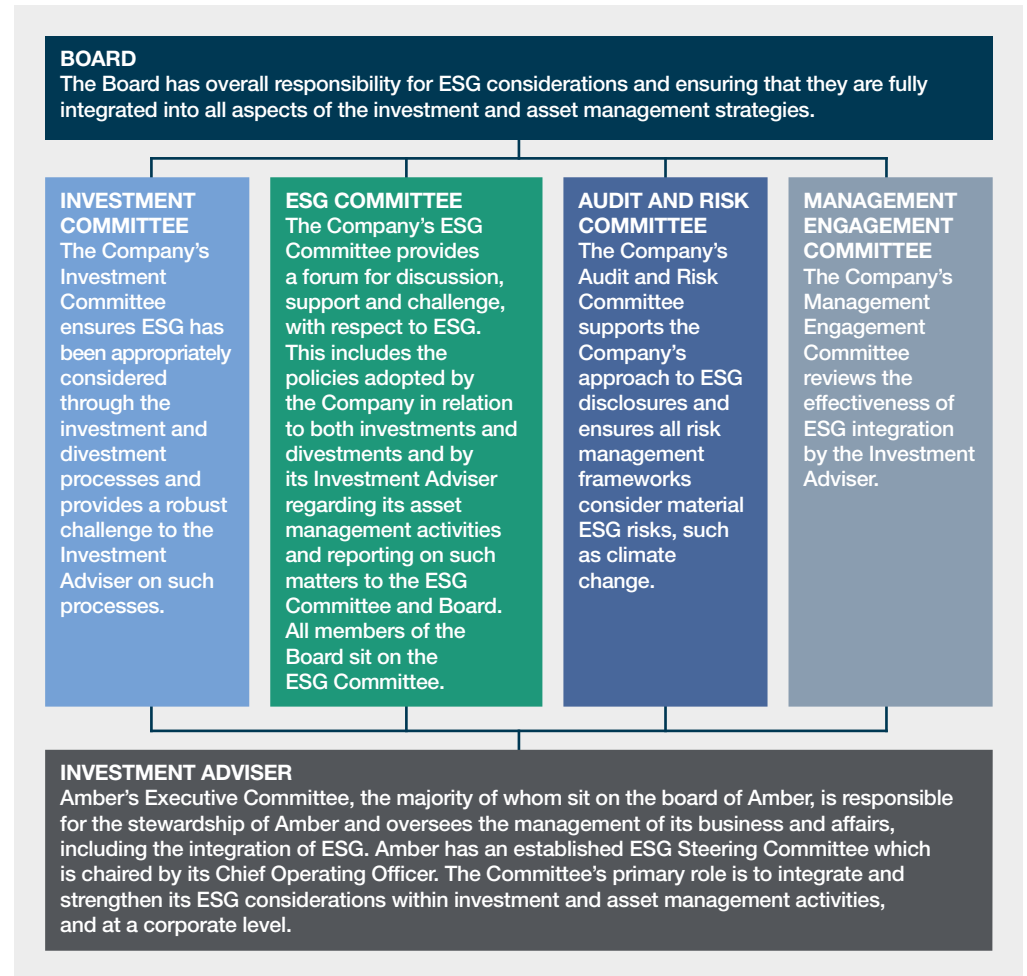 BOARD
The Board has overall responsibility for ESG considerations and ensuring that they are fully
integrated into all aspects of the investment and asset management strategies.
INVESTMENT
COMMITTEE
The Company’s
Investment
Committee
ensures ESG has
been appropriately
considered
through the
investment and
divestment
processes and
provides a robust
challenge to the
Investment
Adviser on such
processes.
ESG COMMITTEE
The Company’s ESG
Committee provides
a forum for discussion,
support and challenge,
with respect to ESG.
This includes the
policies adopted by
the Company in relation
to both investments and
divestments and by
its Investment Adviser
regarding its asset
management activities
and reporting on such
matters to the ESG
Committee and Board.
All members of the
Board sit on the
ESG Committee.
AUDIT AND RISK
COMMITTEE
The Company’s
Audit and Risk
Committee
supports the
Company’s
approach to ESG
disclosures and
ensures all risk
management
frameworks
consider material
ESG risks, such
as climate
change.
MANAGEMENT
ENGAGEMENT
COMMITTEE
The Company’s
Management
Engagement
Committee
reviews the
effectiveness of
ESG integration
by the Investment
Adviser.
INVESTMENT ADVISER
Amber’s Executive Committee, the majority of whom sit on the board of Amber, is responsible
for the stewardship of Amber and oversees the management of its business and affairs,
including the integration of ESG. Amber has an established ESG Steering Committee which
is chaired by its Chief Operating Officer. The Committee’s primary role is to integrate and
strengthen its ESG considerations within investment and asset management activities,
and at a corporate level.